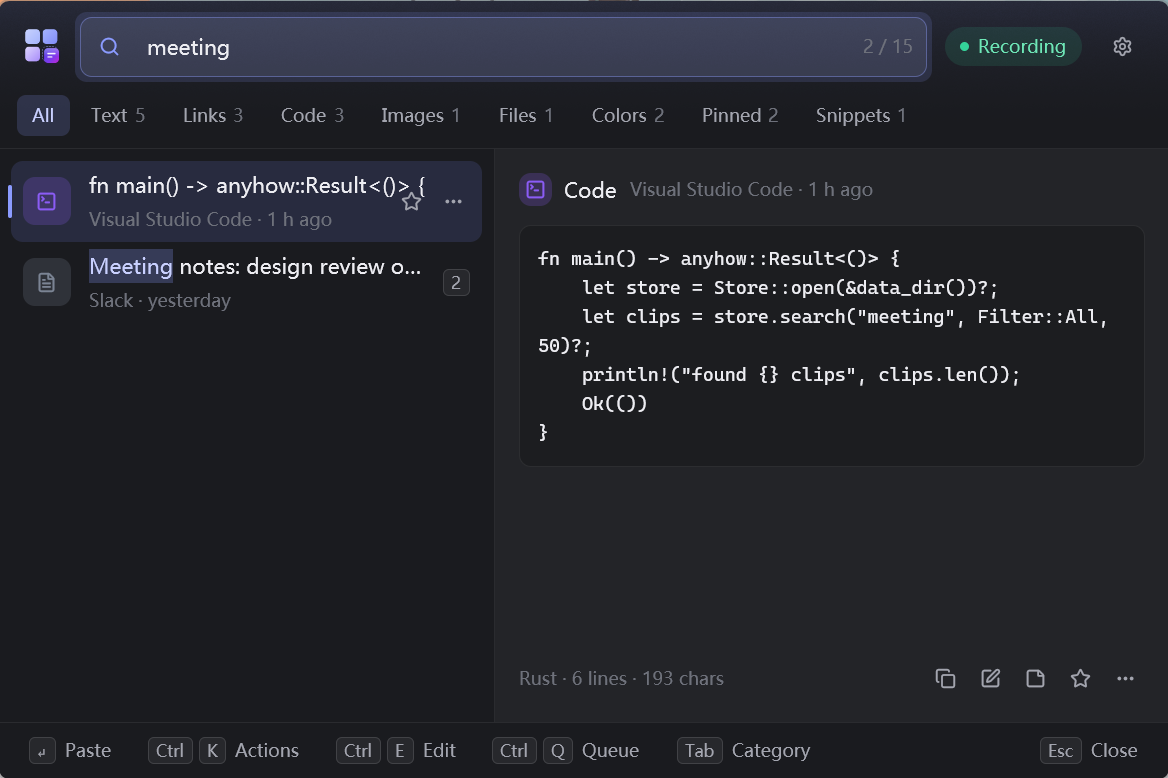 meeting
2 / 15
Recording
All
Text 5
Links 3
Code 3
Images 1
Files 1
Colors 2
Pinned 2
Snippets 1
fn main() -> anyhow::Result<()> {
Visual Studio Code · 1 h ago
Meeting notes: design review o...
2
Slack · yesterday
Code Visual Studio Code · 1 h ago
fn main() -> anyhow::Result<()> {
    let store = Store::open(&data_dir())?;
    let clips = store.search("meeting", Filter::All,
50)?;
    println!("found {} clips", clips.len());
    Ok(())
}
Rust · 6 lines · 193 chars
↵ Paste
Ctrl K Actions
Ctrl E Edit
Ctrl Q Queue
Tab Category
Esc Close